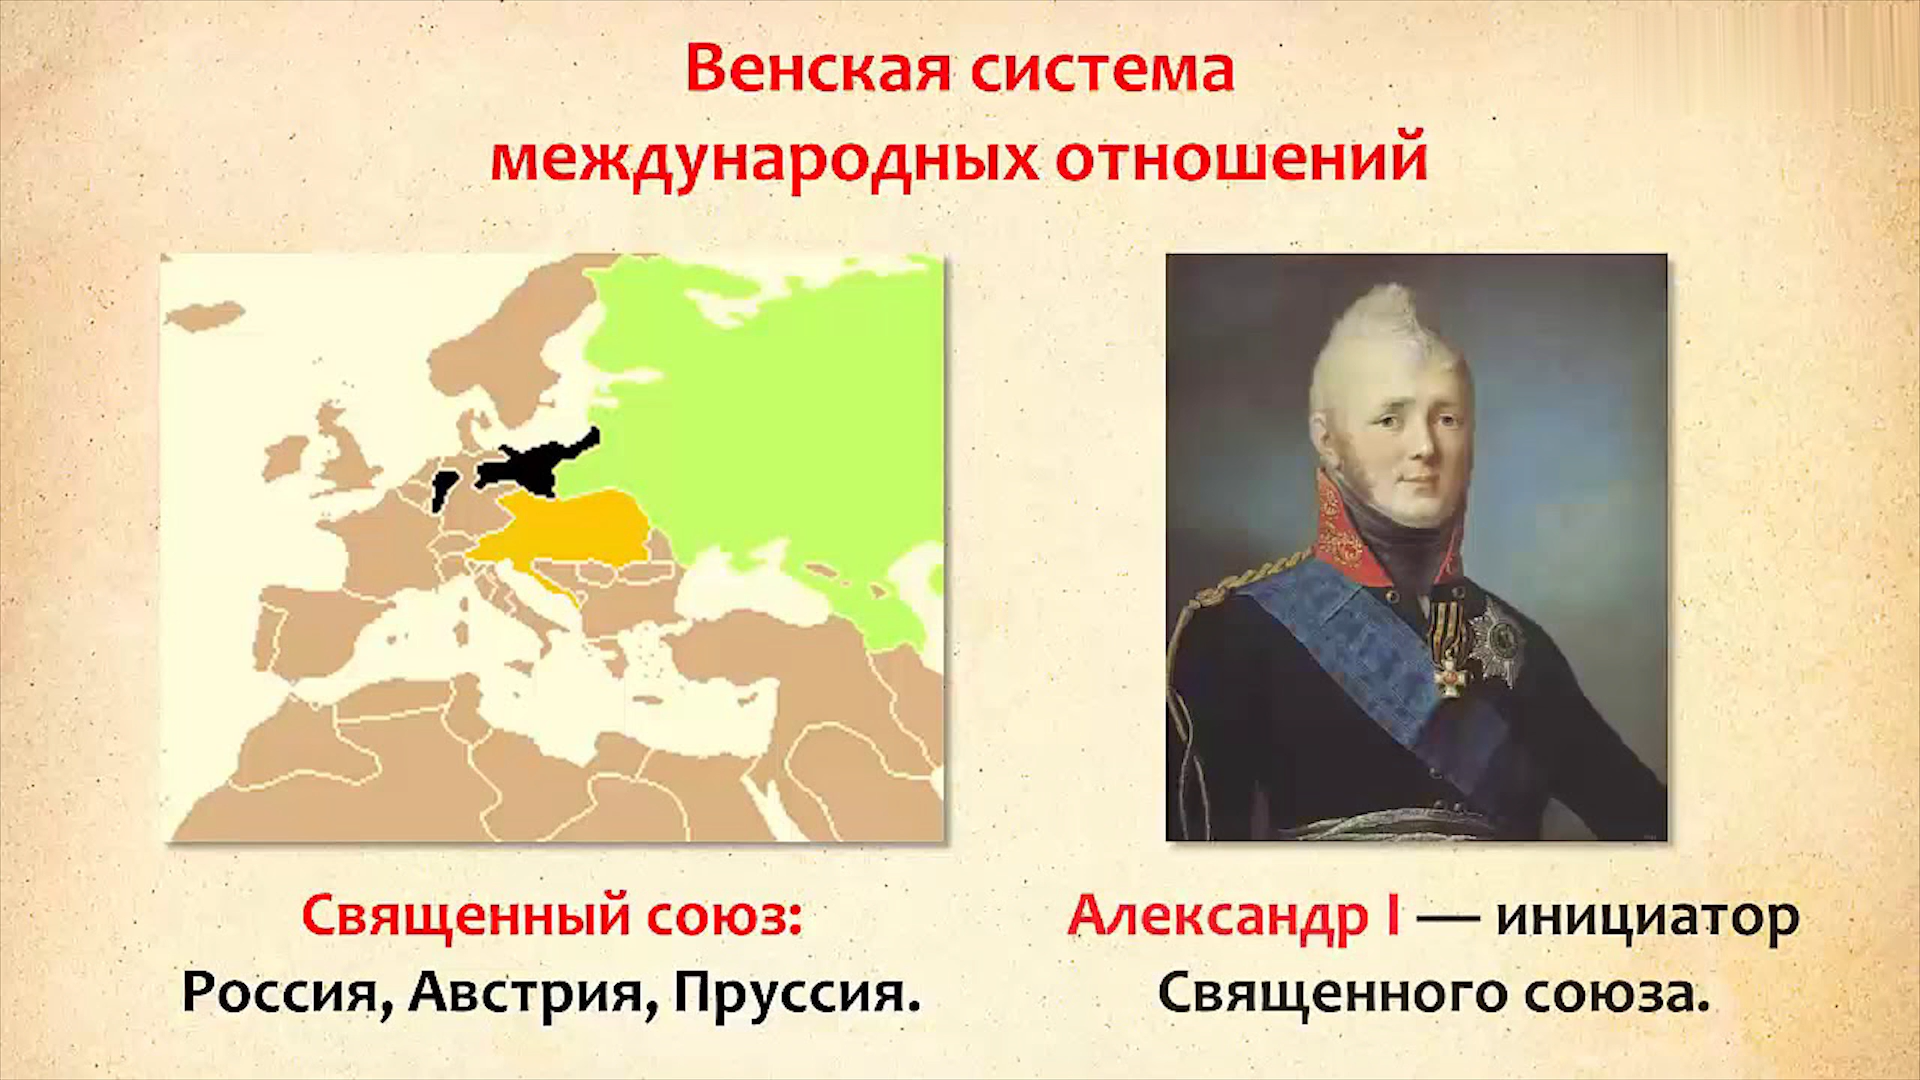 Венская система
международных отношений
Священный союз:
Россия, Австрия, Пруссия.
Александр I — инициатор
Священного союза.